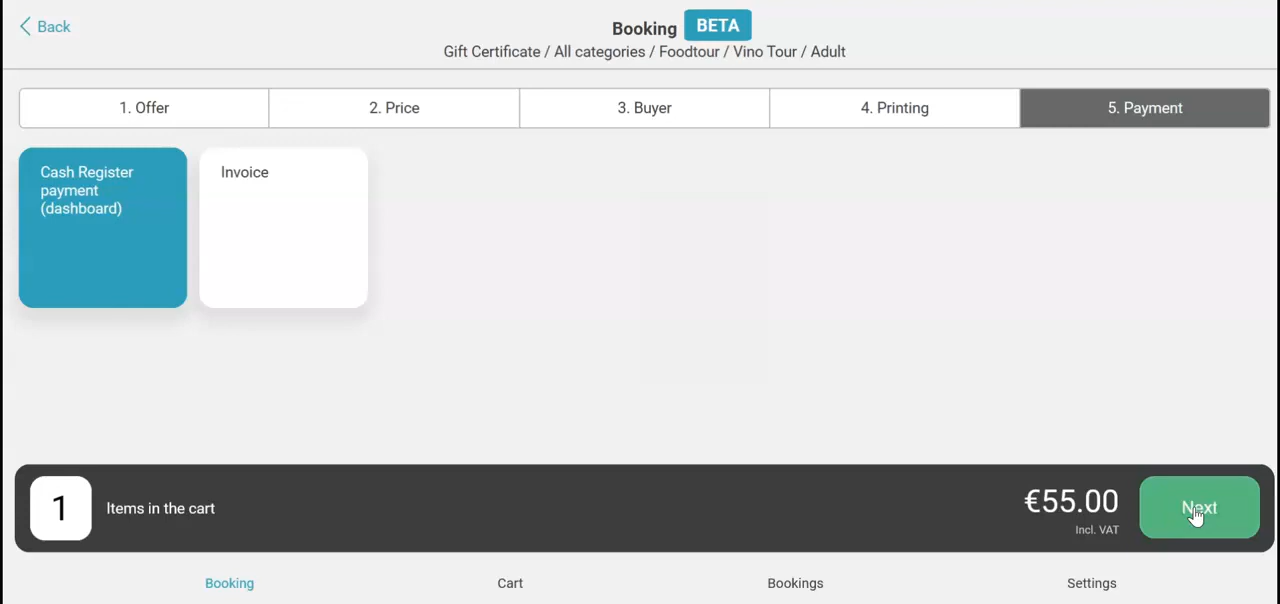 Back
Booking BETA
Gift Certificate / All categories / Foodtour / Vino Tour / Adult
1. Offer
2. Price
3. Buyer
4. Printing
5. Payment
Cash Register
payment
(dashboard)
Invoice
1
Items in the cart
€55.00
Incl. VAT
Next
Booking
Cart
Bookings
Settings